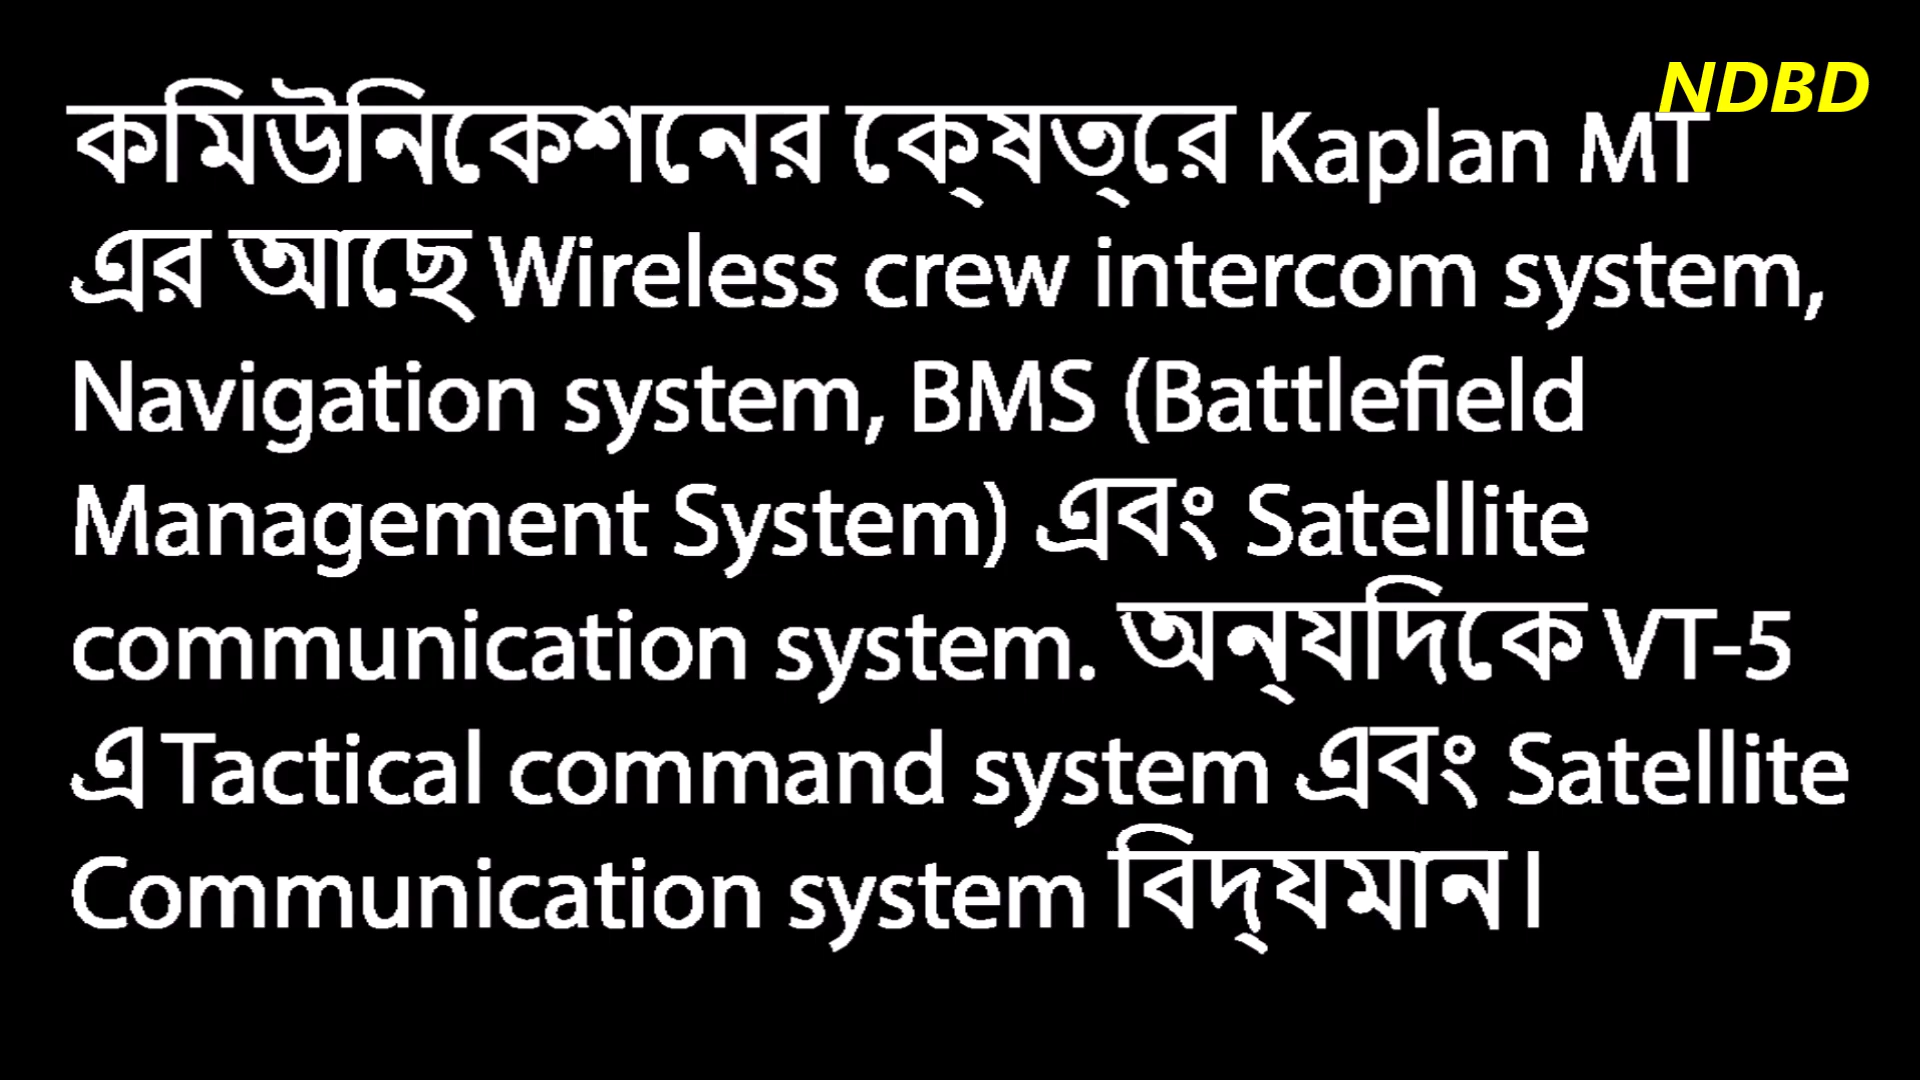 NDBD
কমিউনিকেশনের ক্ষেত্রে Kaplan MT
এর আছে Wireless crew intercom system,
Navigation system, BMS (Battlefield
Management System) এবং Satellite
communication system. অন্যদিকে VT-5
এ Tactical command system এবং Satellite
Communication system বিদ্যমান।